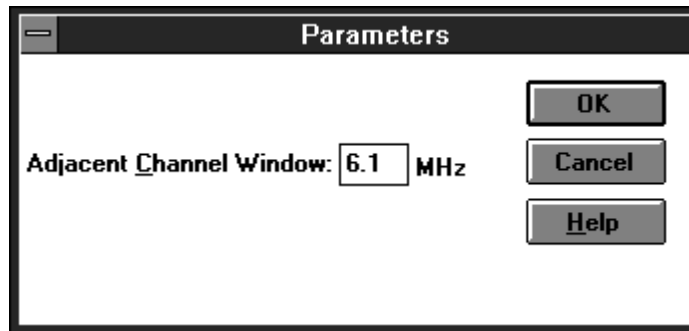 Parameters
OK
Adjacent Channel Window: 6.1 MHz
Cancel
Help